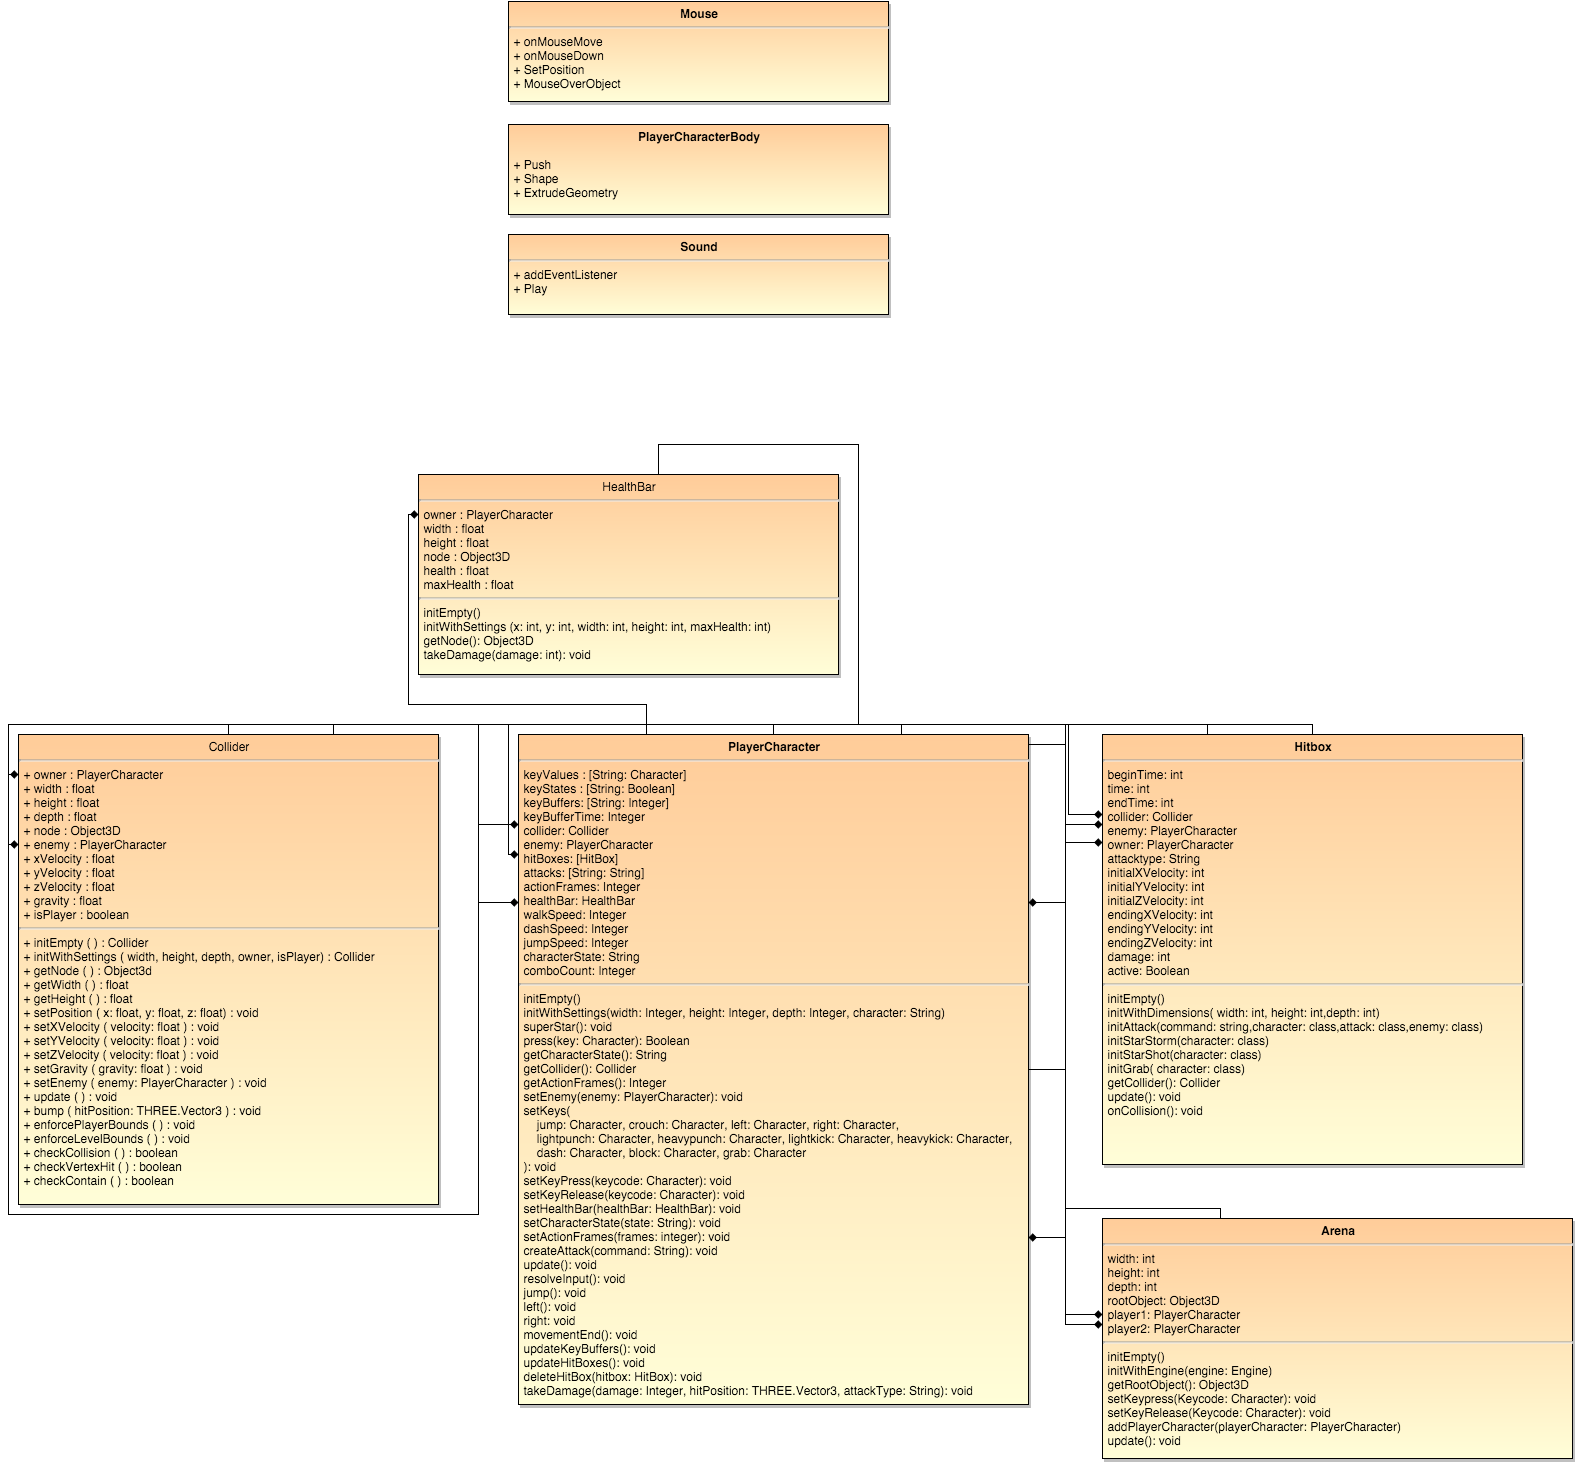 Mouse
+ onMouseMove
+ onMouseDown
+ SetPosition
+ MouseOverObject
PlayerCharacterBody
+ Push
+ Shape
+ ExtrudeGeometry
Sound
+ addEventListener
+ Play
HealthBar
owner : PlayerCharacter
width : float
height : float
node : Object3D
health : float
maxHealth : float
initEmpty()
initWithSettings (x: int, y: int, width: int, height: int, maxHealth: int)
getNode(): Object3D
takeDamage(damage: int): void
Collider
+ owner : PlayerCharacter
+ width : float
+ height : float
+ depth : float
+ node : Object3D
+ enemy : PlayerCharacter
+ xVelocity : float
+ yVelocity : float
+ zVelocity : float
+ gravity : float
+ isPlayer : boolean
+ initEmpty ( ) : Collider
+ initWithSettings ( width, height, depth, owner, isPlayer) : Collider
+ getNode ( ) : Object3d
+ getWidth ( ) : float
+ getHeight ( ) : float
+ setPosition ( x: float, y: float, z: float) : void
+ setXVelocity ( velocity: float ) : void
+ setYVelocity ( velocity: float ) : void
+ setZVelocity ( velocity: float ) : void
+ setGravity ( gravity: float ) : void
+ setEnemy ( enemy: PlayerCharacter ) : void
+ update ( ) : void
+ bump ( hitPosition: THREE.Vector3 ) : void
+ enforcePlayerBounds ( ) : void
+ enforceLevelBounds ( ) : void
+ checkCollision ( ) : boolean
+ checkVertexHit ( ) : boolean
+ checkContain ( ) : boolean
PlayerCharacter
keyValues : [String: Character]
keyStates : [String: Boolean]
keyBuffers: [String: Integer]
keyBufferTime: Integer
collider: Collider
enemy: PlayerCharacter
hitBoxes: [HitBox]
attacks: [String: String]
actionFrames: Integer
healthBar: HealthBar
walkSpeed: Integer
dashSpeed: Integer
jumpSpeed: Integer
characterState: String
comboCount: Integer
initEmpty()
initWithSettings(width: Integer, height: Integer, depth: Integer, character: String)
superStar(): void
press(key: Character): Boolean
getCharacterState(): String
getCollider(): Collider
getActionFrames(): Integer
setEnemy(enemy: PlayerCharacter): void
setKeys(
jump: Character, crouch: Character, left: Character, right: Character,
lightpunch: Character, heavypunch: Character, lightkick: Character, heavykick: Character,
dash: Character, block: Character, grab: Character
): void
setKeyPress(keycode: Character): void
setKeyRelease(keycode: Character): void
setHealthBar(healthBar: HealthBar): void
setCharacterState(state: String): void
setActionFrames(frames: integer): void
createAttack(command: String): void
update(): void
resolveInput(): void
jump(): void
left(): void
right: void
movementEnd(): void
updateKeyBuffers(): void
updateHitBoxes(): void
deleteHitBox(hitbox: HitBox): void
takeDamage(damage: Integer, hitPosition: THREE.Vector3, attackType: String): void
Hitbox
beginTime: int
time: int
endTime: int
collider: Collider
enemy: PlayerCharacter
owner: PlayerCharacter
attacktype: String
initialXVelocity: int
initialYVelocity: int
initialZVelocity: int
endingXVelocity: int
endingYVelocity: int
endingZVelocity: int
damage: int
active: Boolean
initEmpty()
initWithDimensions( width: int, height: int,depth: int)
initAttack(command: string,character: class,attack: class,enemy: class)
initStarStorm(character: class)
initStarShot(character: class)
initGrab( character: class)
getCollider(): Collider
update(): void
onCollision(): void
Arena
width: int
height: int
depth: int
rootObject: Object3D
player1: PlayerCharacter
player2: PlayerCharacter
initEmpty()
initWithEngine(engine: Engine)
getRootObject(): Object3D
setKeypress(Keycode: Character): void
setKeyRelease(Keycode: Character): void
addPlayerCharacter(playerCharacter: PlayerCharacter)
update(): void